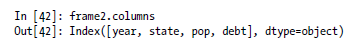 In [42]: frame2.columns
Out[42]: Index([year, state, pop, debt], dtype=object)